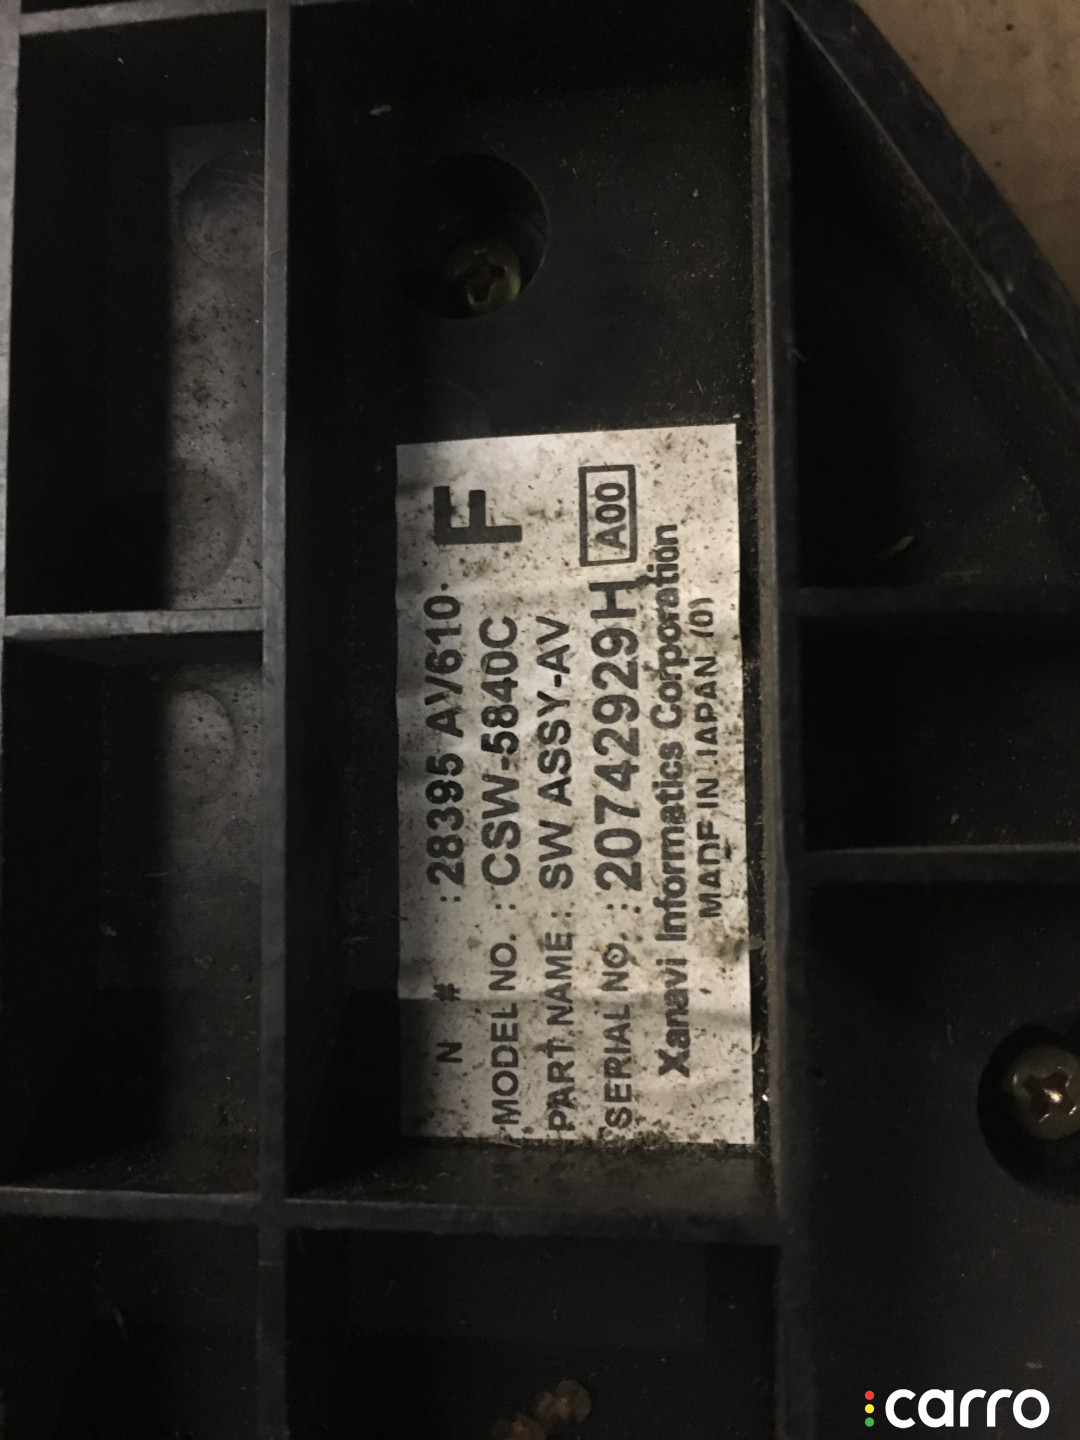 N # : 28395 AV610
F
MODEL NO. : CSW-5840C
PART NAME : SW ASSY-AV
SERIAL NO. : 20742929H A00
Xanavi Informatics Corporation
MADE IN JAPAN (0)
carro